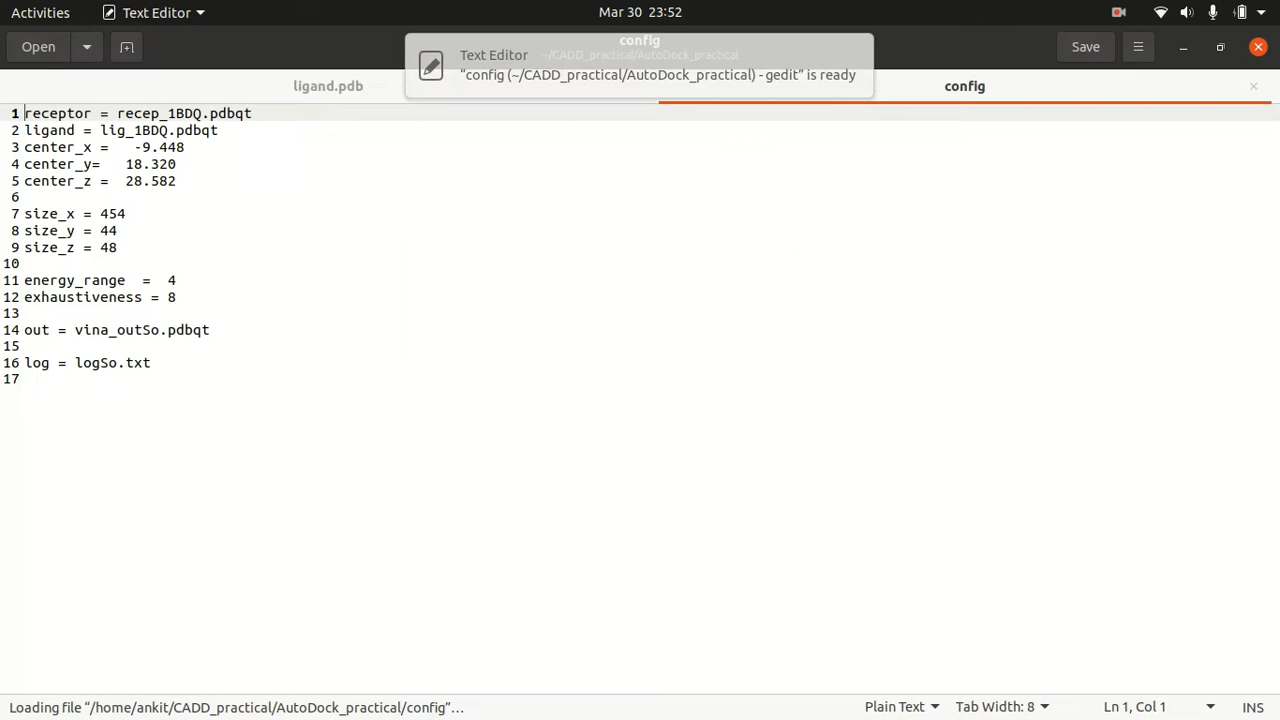 Activities Text Editor Mar 30 23:52
Open config Save
~/CADD_practical/AutoDock_practical
Text Editor
“config (~/CADD_practical/AutoDock_practical) - gedit” is ready
ligand.pdb config
1 receptor = recep_1BDQ.pdbqt
2 ligand = lig_1BDQ.pdbqt
3 center_x =   -9.448
4 center_y=   18.320
5 center_z =  28.582
6
7 size_x = 454
8 size_y = 44
9 size_z = 48
10
11 energy_range  =  4
12 exhaustiveness = 8
13
14 out = vina_outSo.pdbqt
15
16 log = logSo.txt
17
Loading file “/home/ankit/CADD_practical/AutoDock_practical/config”… Plain Text Tab Width: 8 Ln 1, Col 1 INS